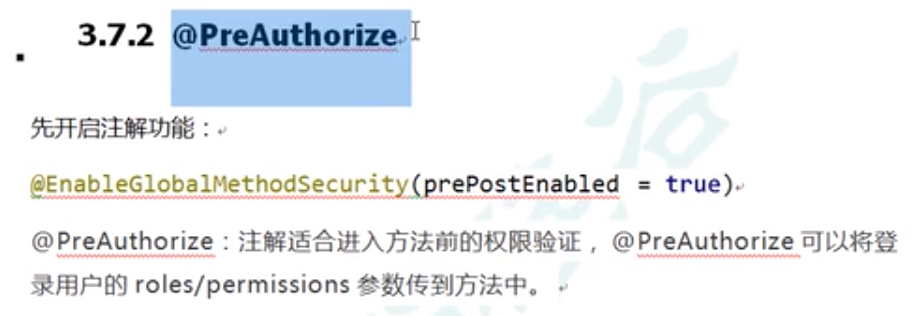 3.7.2 @PreAuthorize
先开启注解功能：
@EnableGlobalMethodSecurity(prePostEnabled = true)
@PreAuthorize：注解适合进入方法前的权限验证，@PreAuthorize 可以将登
录用户的 roles/permissions 参数传到方法中。